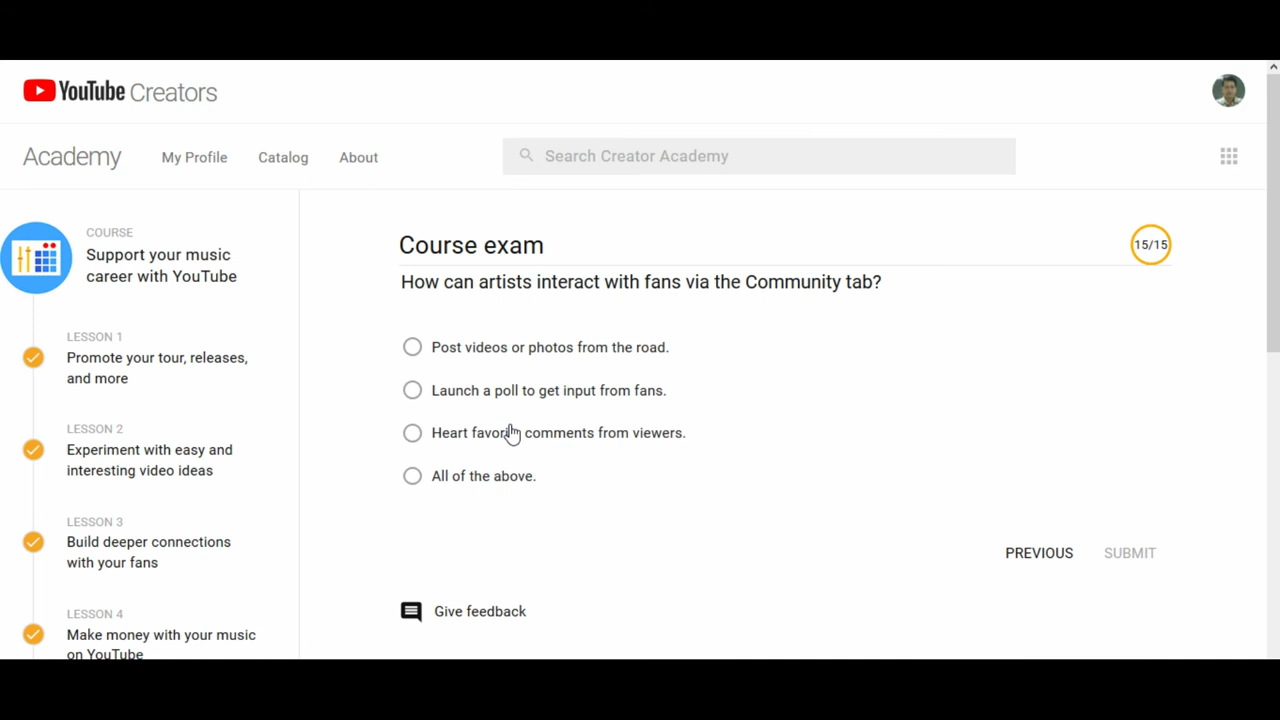 YouTube Creators
Academy My Profile Catalog About Search Creator Academy
COURSE
Support your music
career with YouTube
LESSON 1
Promote your tour, releases,
and more
LESSON 2
Experiment with easy and
interesting video ideas
LESSON 3
Build deeper connections
with your fans
LESSON 4
Make money with your music
on YouTube
Course exam 15/15
How can artists interact with fans via the Community tab?
Post videos or photos from the road.
Launch a poll to get input from fans.
Heart favorite comments from viewers.
All of the above.
PREVIOUS SUBMIT
Give feedback